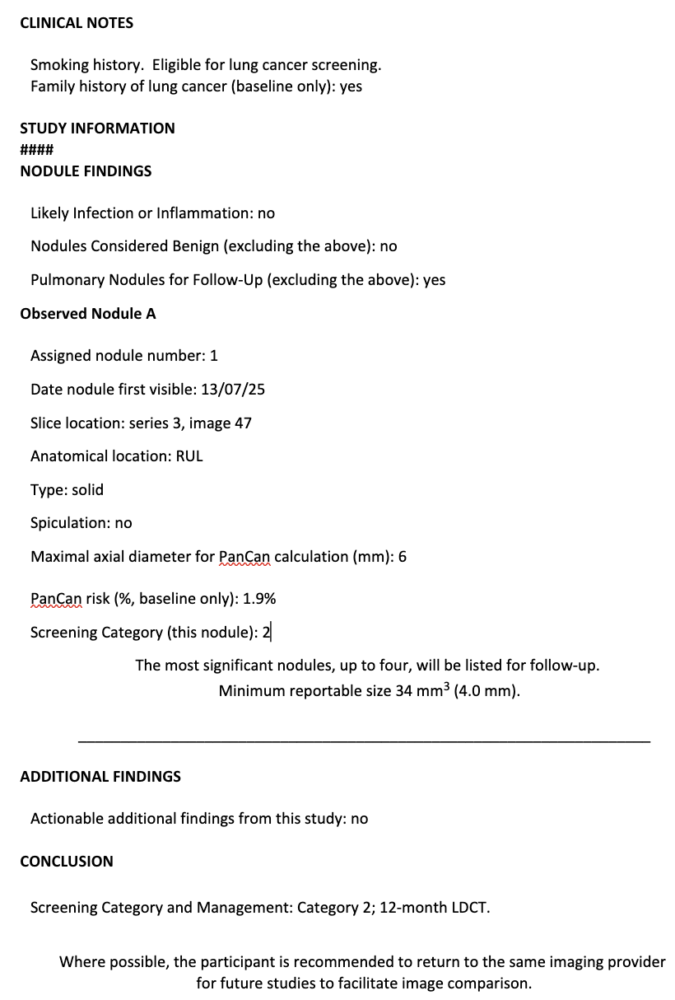 CLINICAL NOTES
Smoking history.  Eligible for lung cancer screening.
Family history of lung cancer (baseline only): yes
STUDY INFORMATION
####
NODULE FINDINGS
Likely Infection or Inflammation: no
Nodules Considered Benign (excluding the above): no
Pulmonary Nodules for Follow-Up (excluding the above): yes
Observed Nodule A
Assigned nodule number: 1
Date nodule first visible: 13/07/25
Slice location: series 3, image 47
Anatomical location: RUL
Type: solid
Spiculation: no
Maximal axial diameter for PanCan calculation (mm): 6
PanCan risk (%, baseline only): 1.9%
Screening Category (this nodule): 2
The most significant nodules, up to four, will be listed for follow-up.
Minimum reportable size 34 mm³ (4.0 mm).
ADDITIONAL FINDINGS
Actionable additional findings from this study: no
CONCLUSION
Screening Category and Management: Category 2; 12-month LDCT.
Where possible, the participant is recommended to return to the same imaging provider
for future studies to facilitate image comparison.